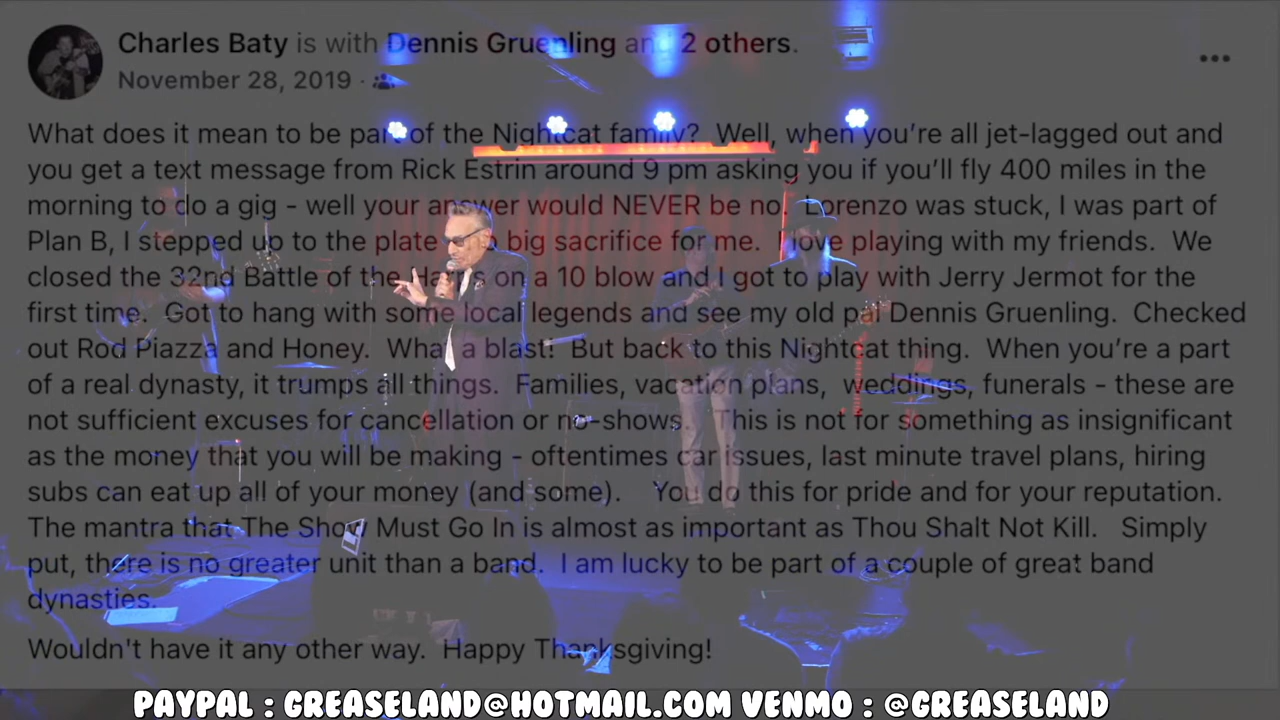 Charles Baty is with Dennis Gruenling and 2 others.
November 28, 2019 ·
What does it mean to be part of the Nightcat family? Well, when you're all jet-lagged out and
you get a text message from Rick Estrin around 9 pm asking you if you'll fly 400 miles in the
morning to do a gig - well your answer would NEVER be no. Lorenzo was stuck, I was part of
Plan B, I stepped up to the plate - no big sacrifice for me. I love playing with my friends. We
closed the 32nd Battle of the Harps on a 10 blow and I got to play with Jerry Jermot for the
first time. Got to hang with some local legends and see my old pal Dennis Gruenling. Checked
out Rod Piazza and Honey. What a blast! But back to this Nightcat thing. When you're a part
of a real dynasty, it trumps all things. Families, vacation plans, weddings, funerals - these are
not sufficient excuses for cancellation or no-shows. This is not for something as insignificant
as the money that you will be making - oftentimes car issues, last minute travel plans, hiring
subs can eat up all of your money (and some). You do this for pride and for your reputation.
The mantra that The Show Must Go In is almost as important as Thou Shalt Not Kill. Simply
put, there is no greater unit than a band. I am lucky to be part of a couple of great band
dynasties.
Wouldn't have it any other way. Happy Thanksgiving!
PAYPAL : GREASELAND@HOTMAIL.COM VENMO : @GREASELAND